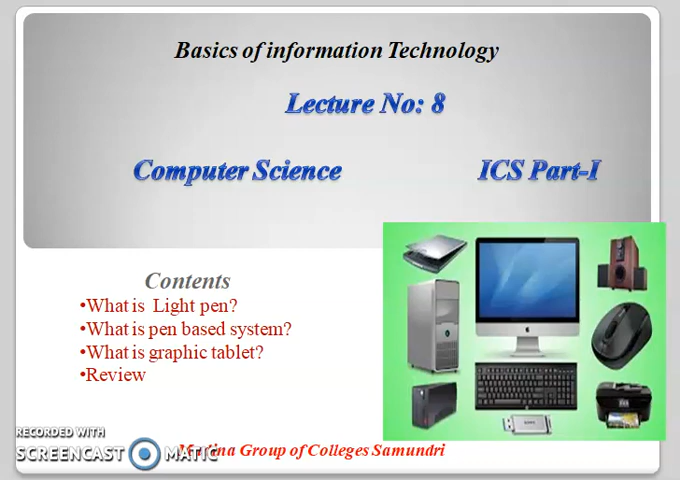 Basics of information Technology
Lecture No: 8
Computer Science ICS Part-I
Contents
•What is Light pen?
•What is pen based system?
•What is graphic tablet?
•Review
RECORDED WITH
SCREENCAST MATIC
Group of Colleges Samundri